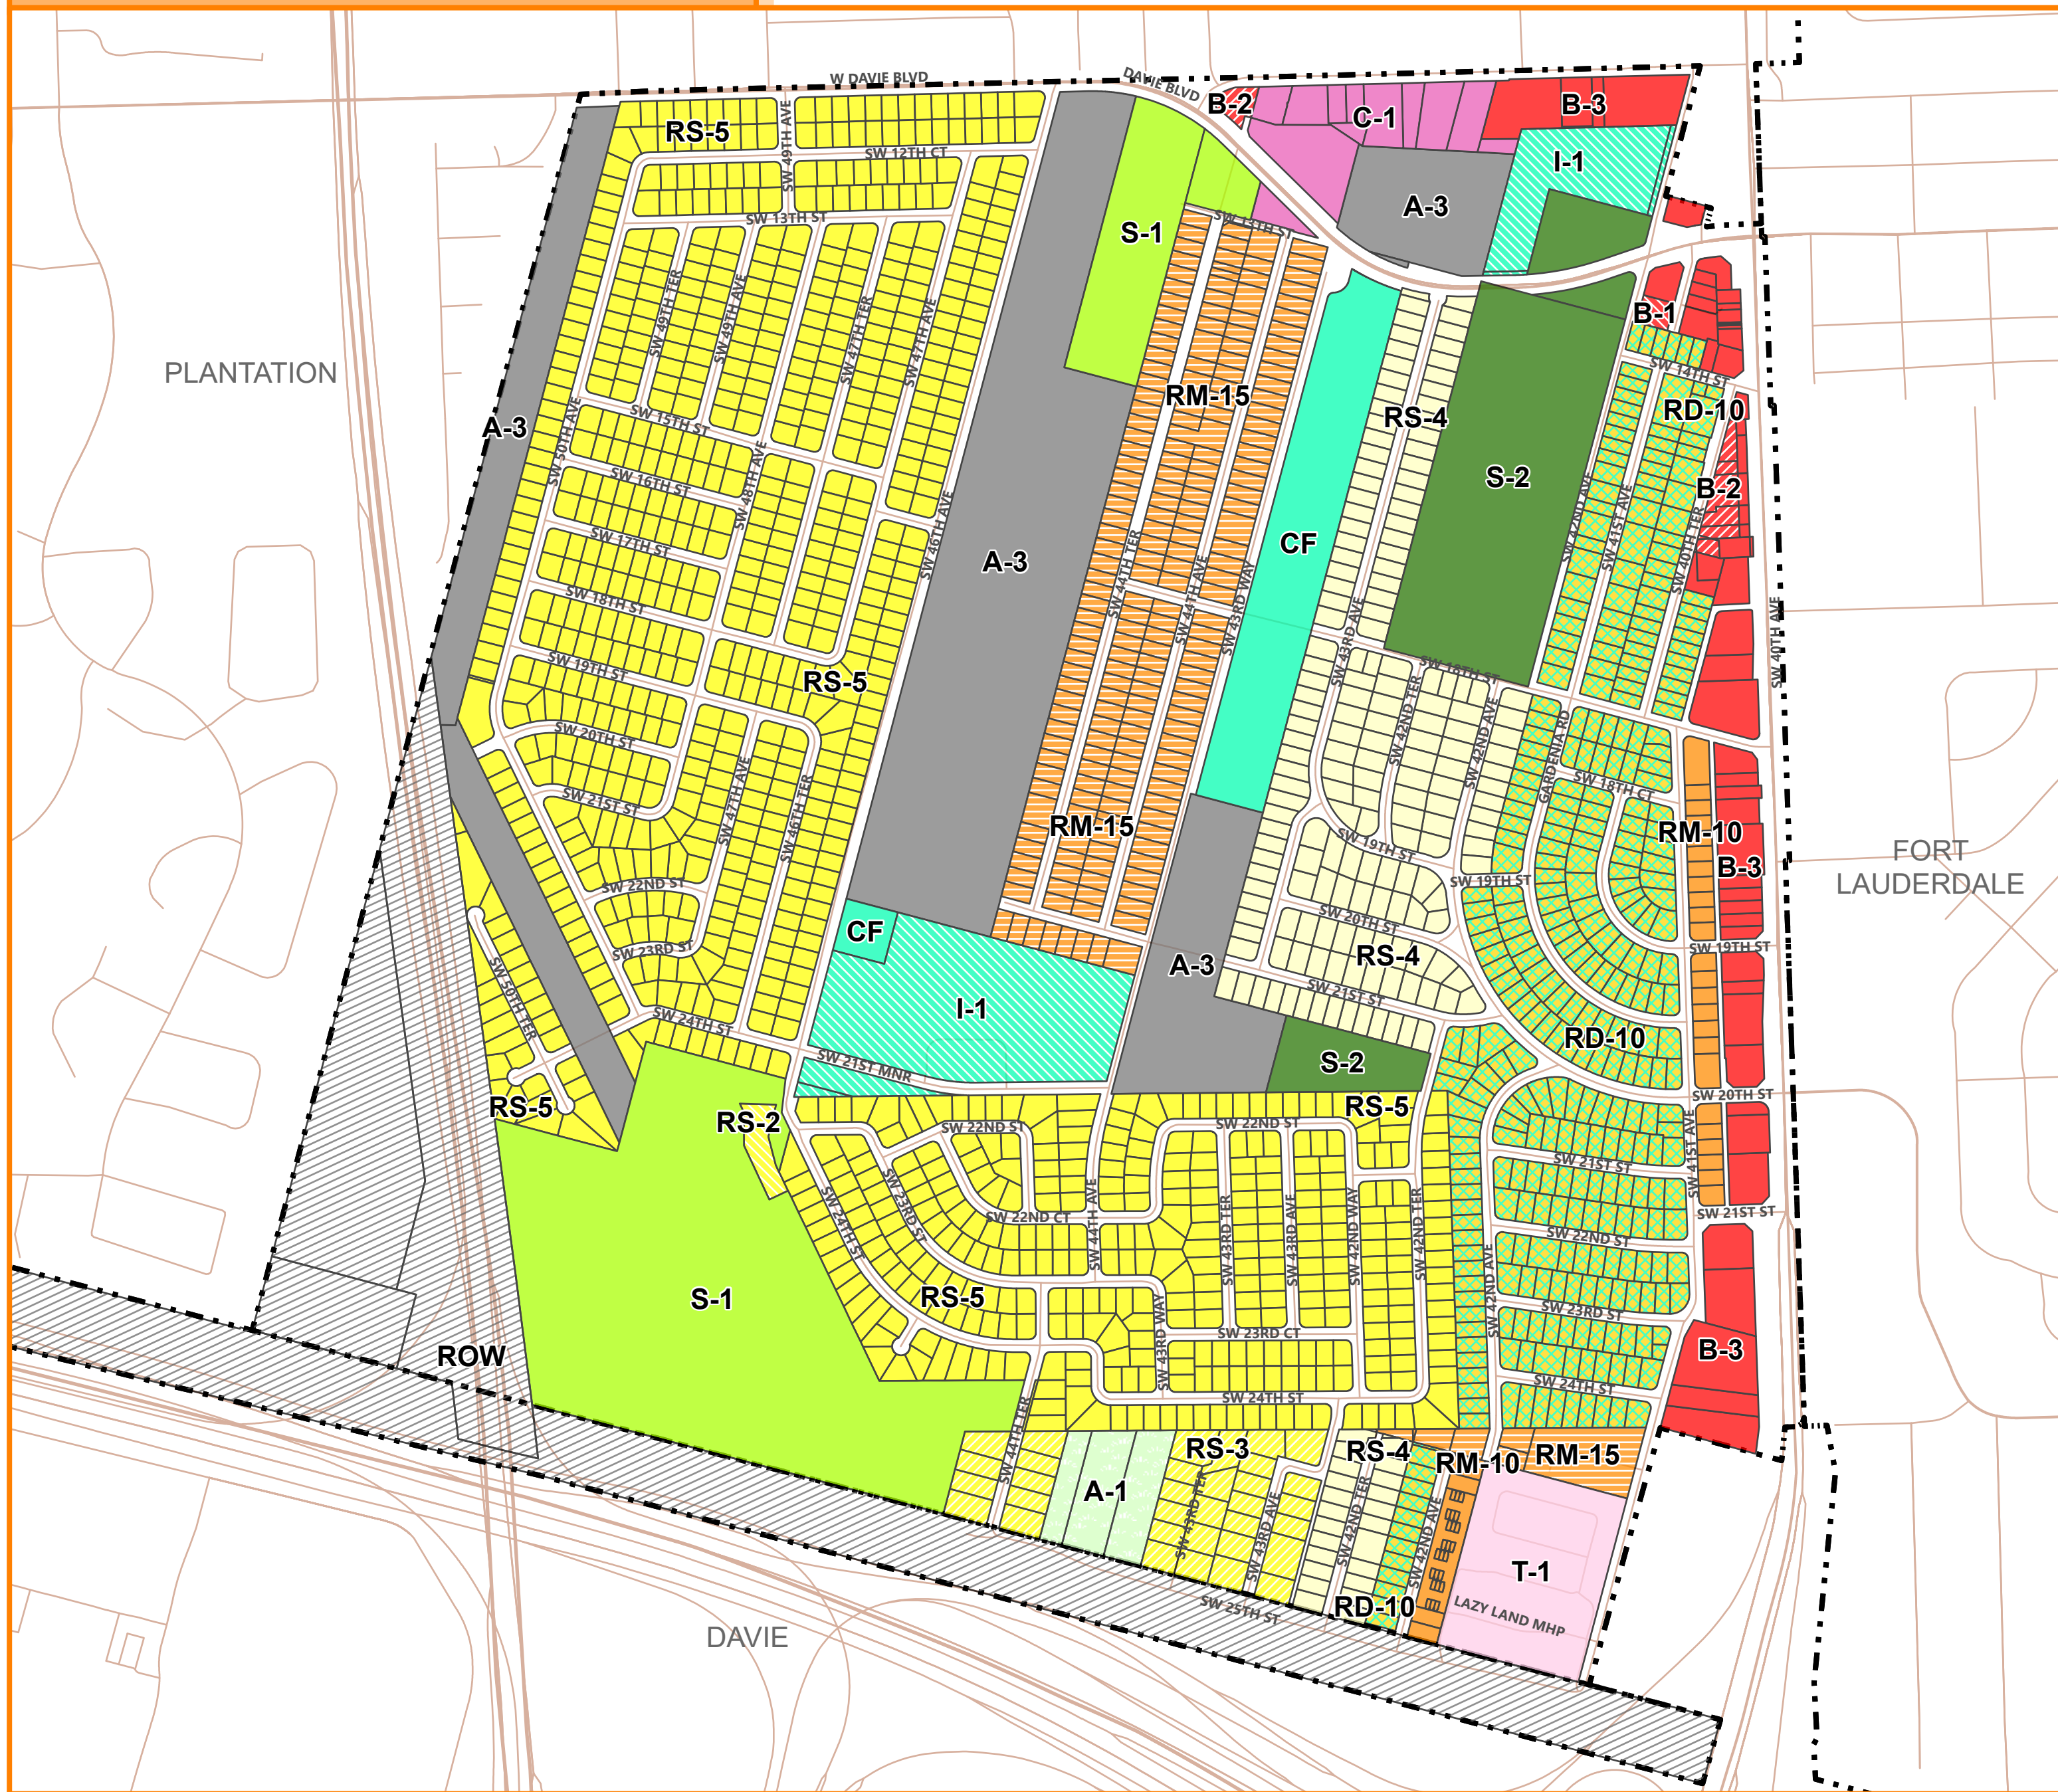 W DAVIE BLVD
DAVIE BLVD
RS-5
SW 49TH AVE
SW 12TH CT
SW 13TH ST
B-2
C-1
B-3
I-1
A-3
S-1
SW 13TH ST
SW 49TH TER
SW 49TH AVE
SW 47TH TER
SW 47TH AVE
B-1
SW 14TH ST
PLANTATION
A-3
SW 50TH AVE
SW 15TH ST
SW 16TH ST
SW 17TH ST
SW 18TH ST
SW 19TH ST
SW 48TH AVE
SW 46TH AVE
RM-15
RS-4
RD-10
S-2
B-2
SW 42ND AVE
SW 41ST AVE
SW 40TH TER
A-3
CF
SW 44TH TER
SW 44TH AVE
SW 43RD WAY
SW 43RD AVE
SW 40TH AVE
RS-5
SW 18TH ST
SW 42ND TER
SW 42ND AVE
GARDENIA RD
SW 20TH ST
SW 21ST ST
SW 47TH AVE
SW 46TH TER
SW 18TH CT
RM-15
RM-10
B-3
FORT
LAUDERDALE
SW 19TH ST
SW 19TH ST
SW 22ND ST
SW 23RD ST
CF
SW 20TH ST
RS-4
SW 19TH ST
A-3
SW 21ST ST
SW 50TH TER
SW 24TH ST
I-1
RD-10
SW 21ST MNR
S-2
RS-5
RS-2
RS-5
SW 20TH ST
SW 22ND ST
SW 22ND ST
SW 41ST AVE
SW 21ST ST
SW 23RD ST
SW 24TH ST
SW 22ND CT
SW 44TH AVE
SW 43RD TER
SW 43RD AVE
SW 42ND WAY
SW 42ND TER
SW 21ST ST
SW 22ND ST
SW 42ND AVE
S-1
RS-5
SW 43RD WAY
SW 23RD CT
SW 23RD ST
B-3
ROW
SW 24TH ST
SW 24TH ST
SW 44TH TER
A-1
RS-3
RS-4
RM-10
RM-15
SW 43RD TER
SW 43RD AVE
SW 42ND TER
SW 42ND AVE
T-1
SW 25TH ST
RD-10
LAZY LAND MHP
DAVIE